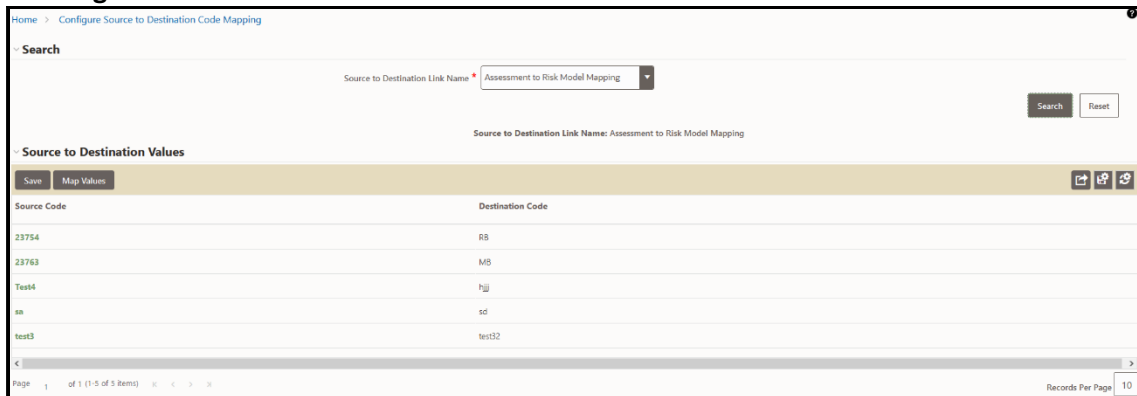 Home > Configure Source to Destination Code Mapping
Search
Source to Destination Link Name * Assessment to Risk Model Mapping
Search Reset
Source to Destination Link Name: Assessment to Risk Model Mapping
Source to Destination Values
Save Map Values
Source Code Destination Code
23754 RB
23763 MB
Test4 hjjj
sa sd
test3 test32
Page 1 of 1 (1-5 of 5 items)
Records Per Page 10